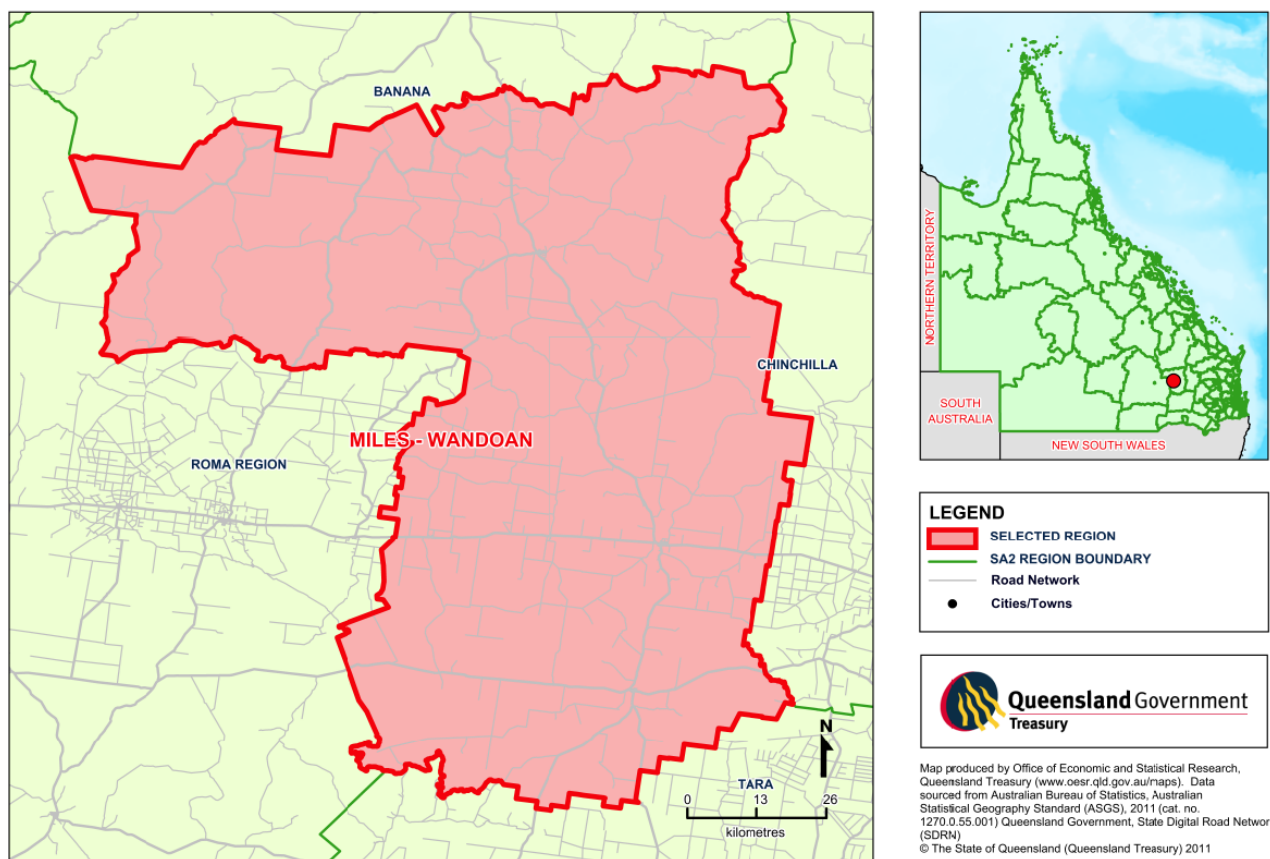 BANANA
CHINCHILLA
MILES - WANDOAN
ROMA REGION
N
TARA
0 13 26
kilometres
NORTHERN TERRITORY
SOUTH
AUSTRALIA
NEW SOUTH WALES
LEGEND
SELECTED REGION
SA2 REGION BOUNDARY
Road Network
Cities/Towns
Queensland Government
Treasury
Map produced by Office of Economic and Statistical Research,
Queensland Treasury (www.oesr.qld.gov.au/maps). Data
sourced from Australian Bureau of Statistics, Australian
Statistical Geography Standard (ASGS), 2011 (cat. no.
1270.0.55.001) Queensland Government, State Digital Road Networ
(SDRN)
© The State of Queensland (Queensland Treasury) 2011